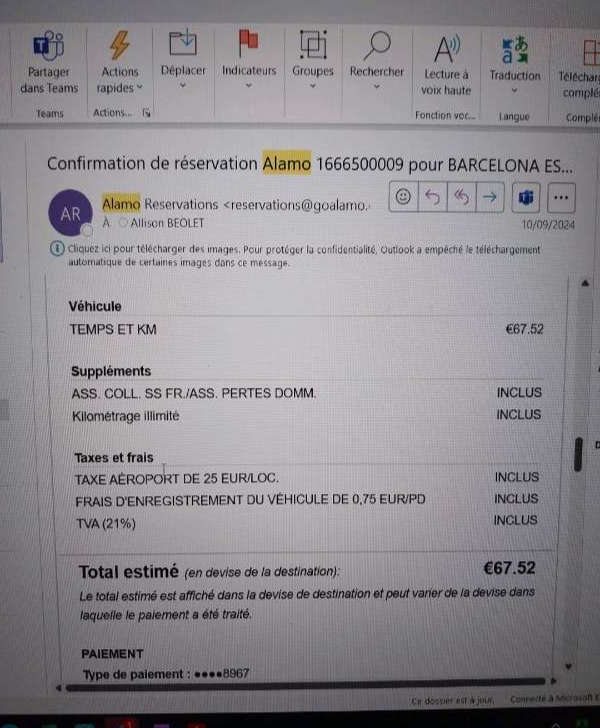 Partager dans Teams
Actions rapides
Déplacer
Indicateurs
Groupes
Rechercher
Lecture à voix haute
Traduction
Teams
Actions...
Fonction voc...
Langue
Confirmation de réservation Alamo 1666500009 pour BARCELONA ES...
AR
Alamo Reservations <reservations@goalamo.
À Allison BEOLET
10/09/2024
Cliquez ici pour télécharger des images. Pour protéger la confidentialité, Outlook a empêché le téléchargement
automatique de certaines images dans ce message.
Véhicule
TEMPS ET KM €67.52
Suppléments
ASS. COLL. SS FR./ASS. PERTES DOMM. INCLUS
Kilométrage illimité INCLUS
Taxes et frais
TAXE AÉROPORT DE 25 EUR/LOC. INCLUS
FRAIS D'ENREGISTREMENT DU VÉHICULE DE 0,75 EUR/PD INCLUS
TVA (21%) INCLUS
Total estimé (en devise de la destination): €67.52
Le total estimé est affiché dans la devise de destination et peut varier de la devise dans
laquelle le paiement a été traité.
PAIEMENT
Type de paiement : ••••8967
Ce dossier est à jour. Connecté à Microsoft